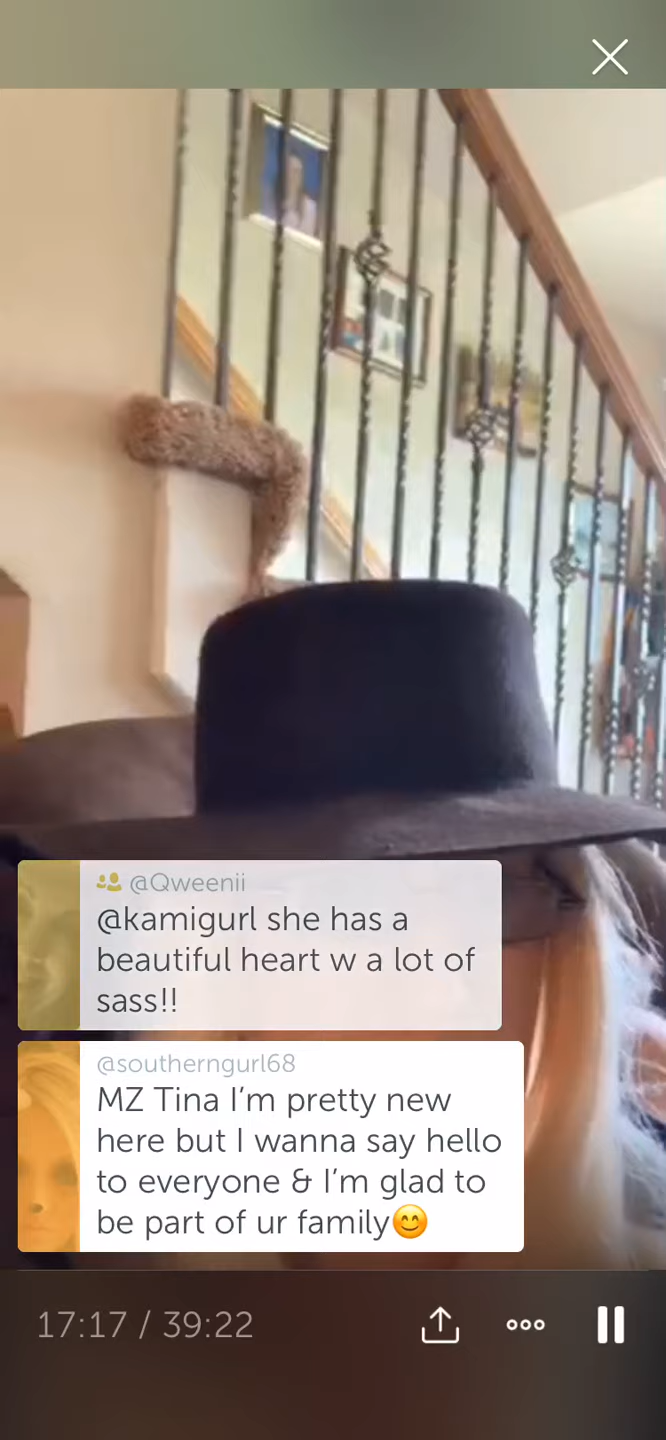 @Qweenii
@kamigurl she has a
beautiful heart w a lot of
sass!!
@southerngurl68
MZ Tina I'm pretty new
here but I wanna say hello
to everyone & I'm glad to
be part of ur family😊
17:17 / 39:22